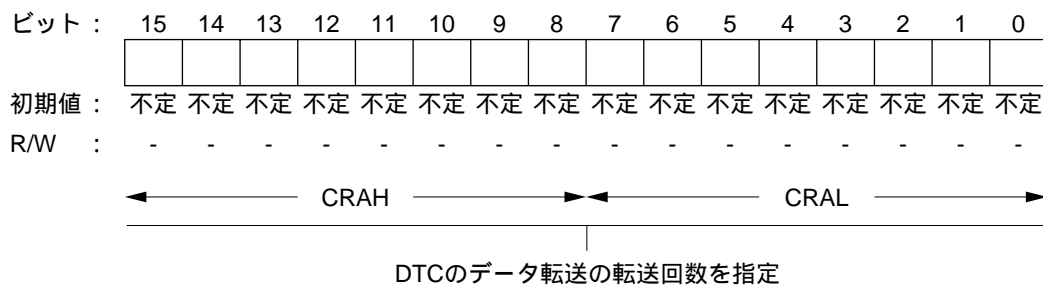 ビット : 15 14 13 12 11 10 9 8 7 6 5 4 3 2 1 0
初期値 : 不定 不定 不定 不定 不定 不定 不定 不定 不定 不定 不定 不定 不定 不定 不定 不定
R/W : - - - - - - - - - - - - - - - -
CRAH CRAL
DTCのデータ転送の転送回数を指定